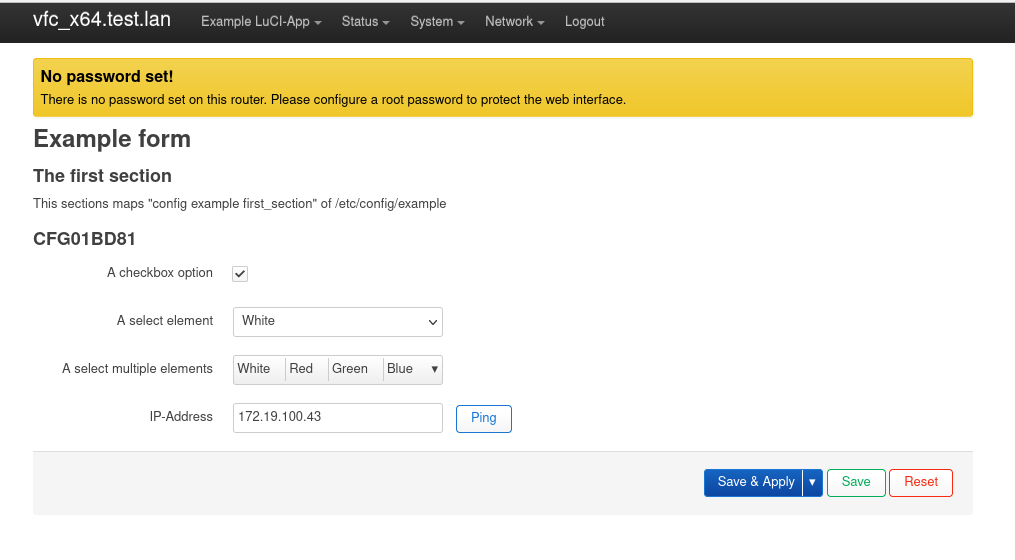 vfc_x64.test.lan Example LuCI-App Status System Network Logout
No password set!
There is no password set on this router. Please configure a root password to protect the web interface.
Example form
The first section
This sections maps "config example first_section" of /etc/config/example
CFG01BD81
A checkbox option
A select element White
A select multiple elements White Red Green Blue
IP-Address 172.19.100.43 Ping
Save & Apply Save Reset